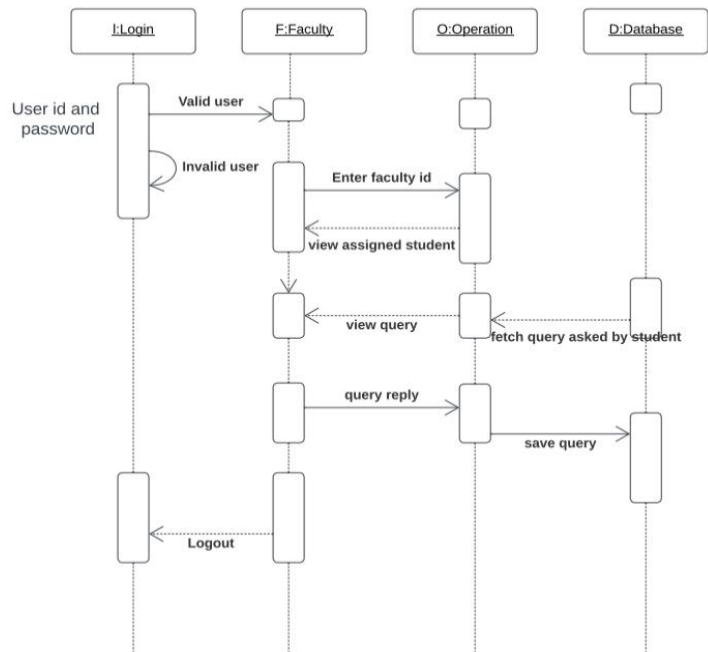 l:Login
F:Faculty
O:Operation
D:Database
User id and
password
Valid user
Invalid user
Enter faculty id
view assigned student
view query
fetch query asked by student
query reply
save query
Logout